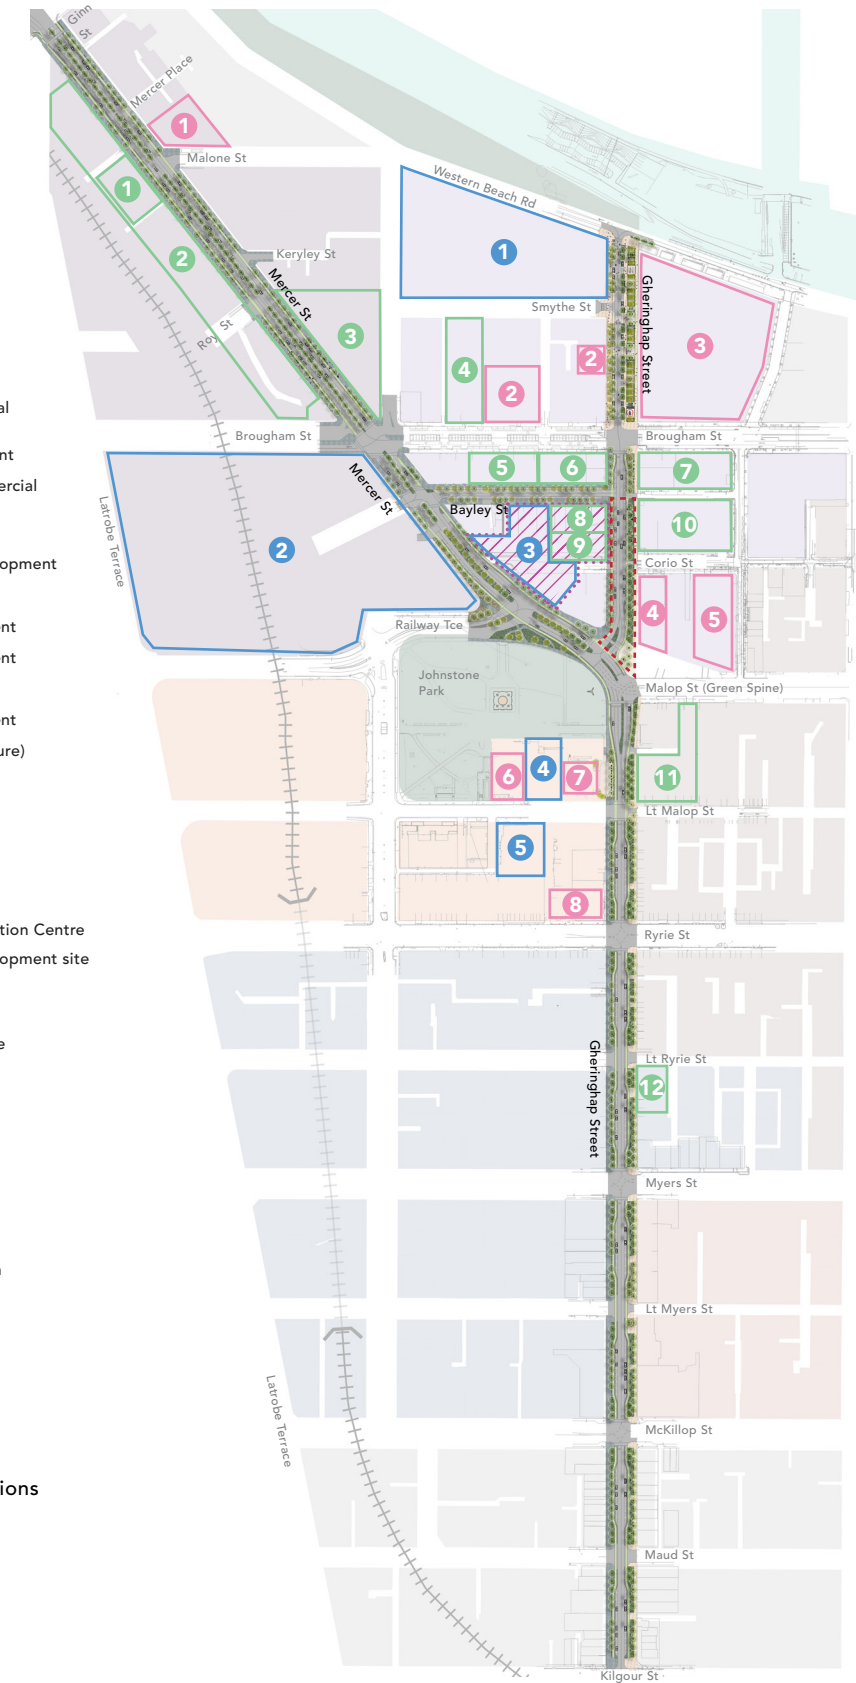 Ginn
St
Mercer Place
1
Malone St
1
2
Western Beach Rd
1
Keryley St
Mercer St
Gheringhap Street
Smythe St
Roy St
3
4
2
2
3
al
Brougham St
Brougham St
nt
Mercer St
5
6
7
ercial
Latrobe Terrace
Bayley St
8
10
2
3
9
opment
Corio St
4
5
ent
Railway Tce
ent
Johnstone
Park
Malop St (Green Spine)
ent
ure)
6
4
7
11
Lt Malop St
5
8
tion Centre
Ryrie St
opment site
e
Gheringhap Street
Lt Ryrie St
12
Myers St
n
Lt Myers St
Latrobe Terrace
McKillop St
ions
Maud St
Kilgour St